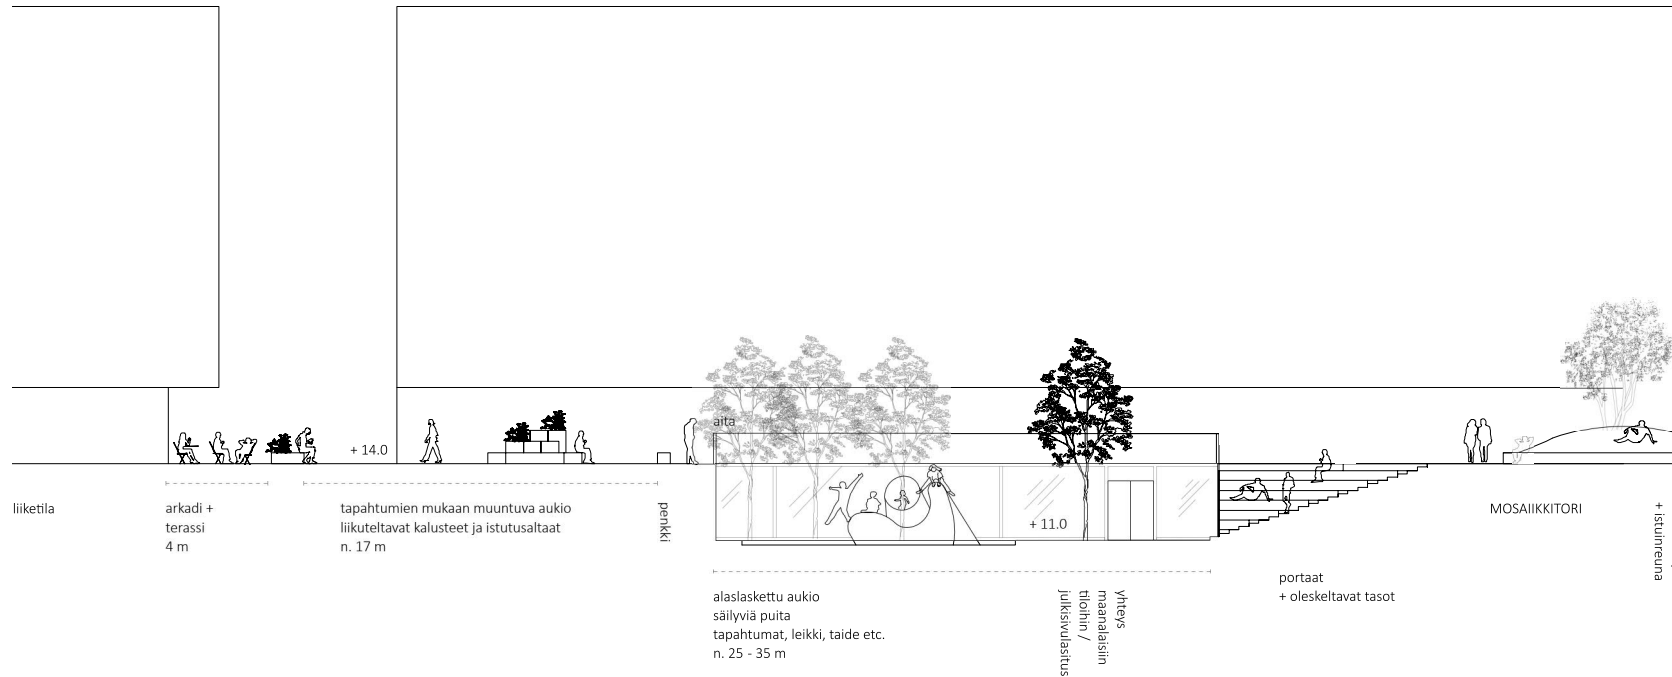 aita
+ 14.0
liiketila
arkadi +
terassi
4 m
tapahtumien mukaan muuntuva aukio
liikuteltavat kalusteet ja istutusaltaat
n. 17 m
penkki
+ 11.0
MOSAIIKKITORI
+ istuinreuna
alaslaskettu aukio
säilyviä puita
tapahtumat, leikki, taide etc.
n. 25 - 35 m
yhteys
maanalaisiin
tiloihin /
julkisivulasitus
portaat
+ oleskeltavat tasot